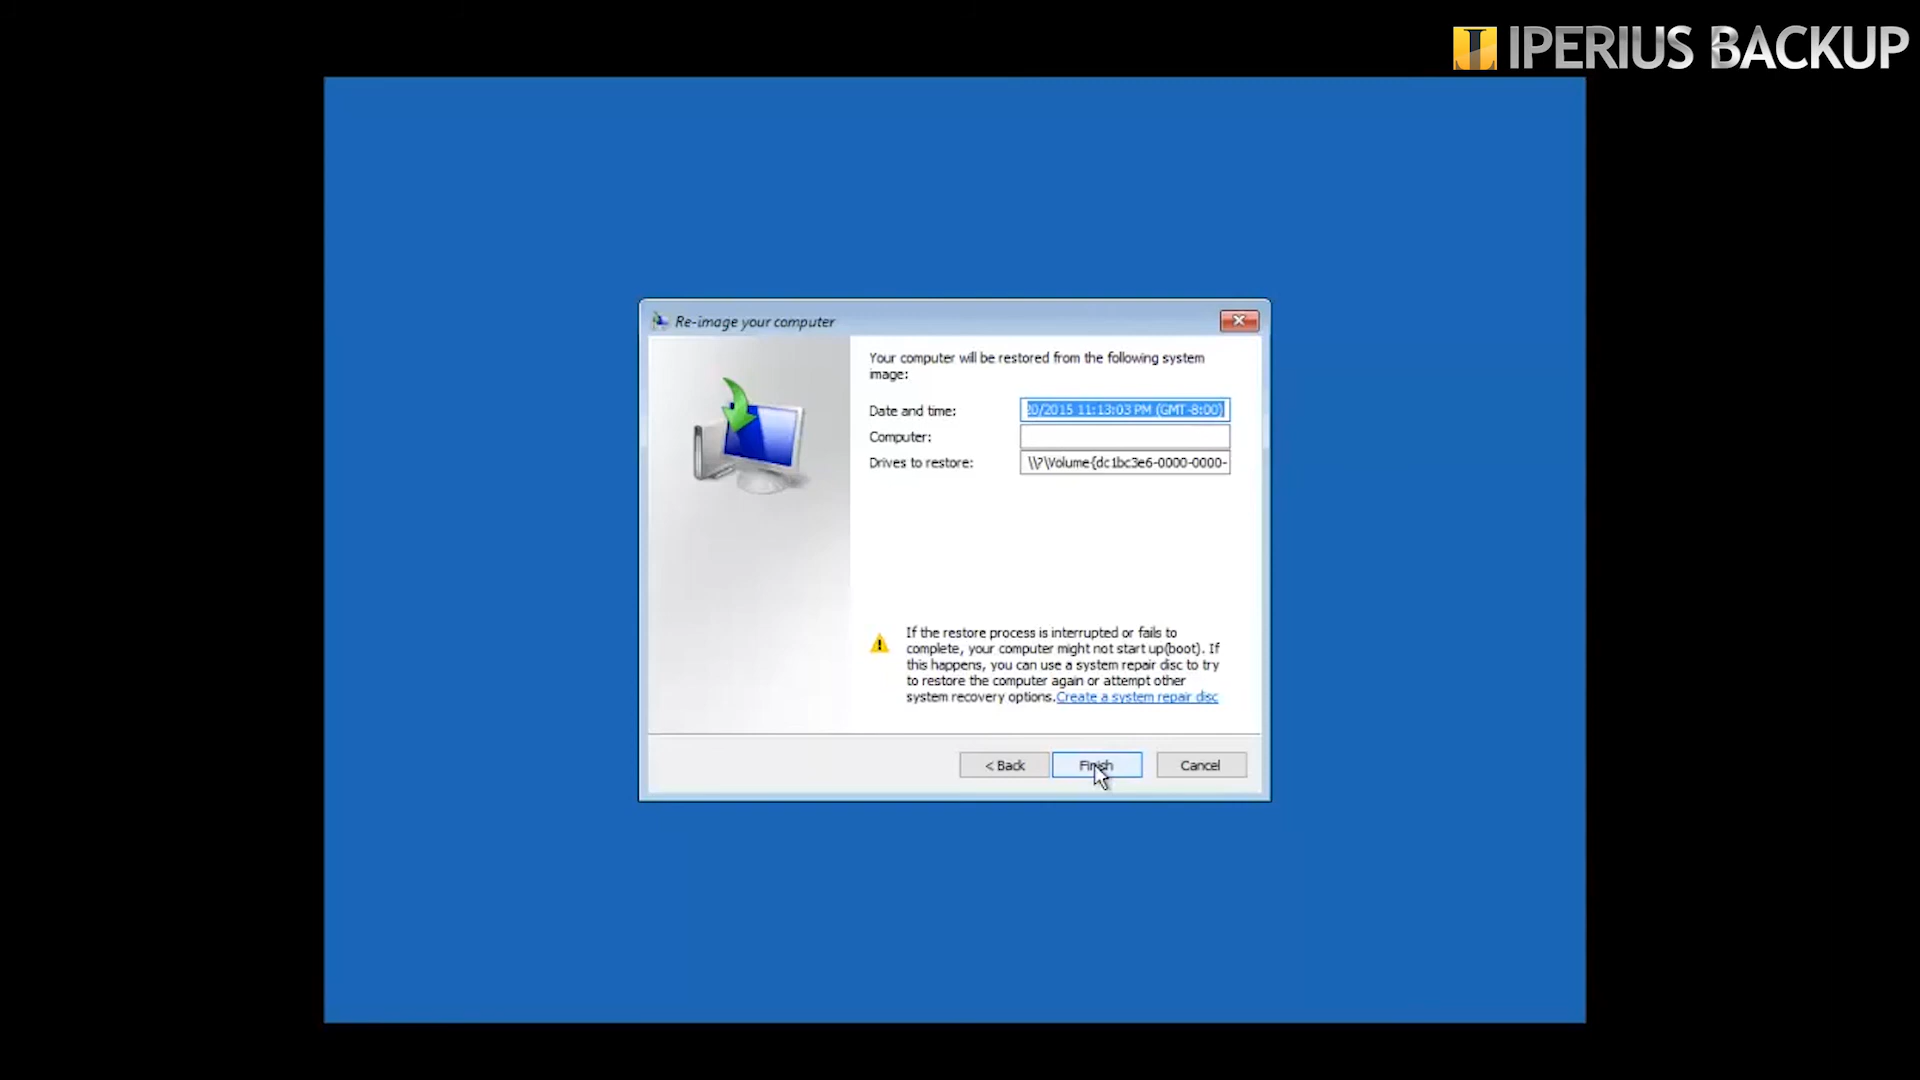 IPERIUS BACKUP
Re-image your computer
Your computer will be restored from the following system
image:
Date and time: 20/2015 11:13:03 PM (GMT-8:00)
Computer:
Drives to restore: \\?\Volume{dc1bc3e6-0000-0000-
If the restore process is interrupted or fails to
complete, your computer might not start up(boot). If
this happens, you can use a system repair disc to try
to restore the computer again or attempt other
system recovery options.Create a system repair disc
< Back Finish Cancel